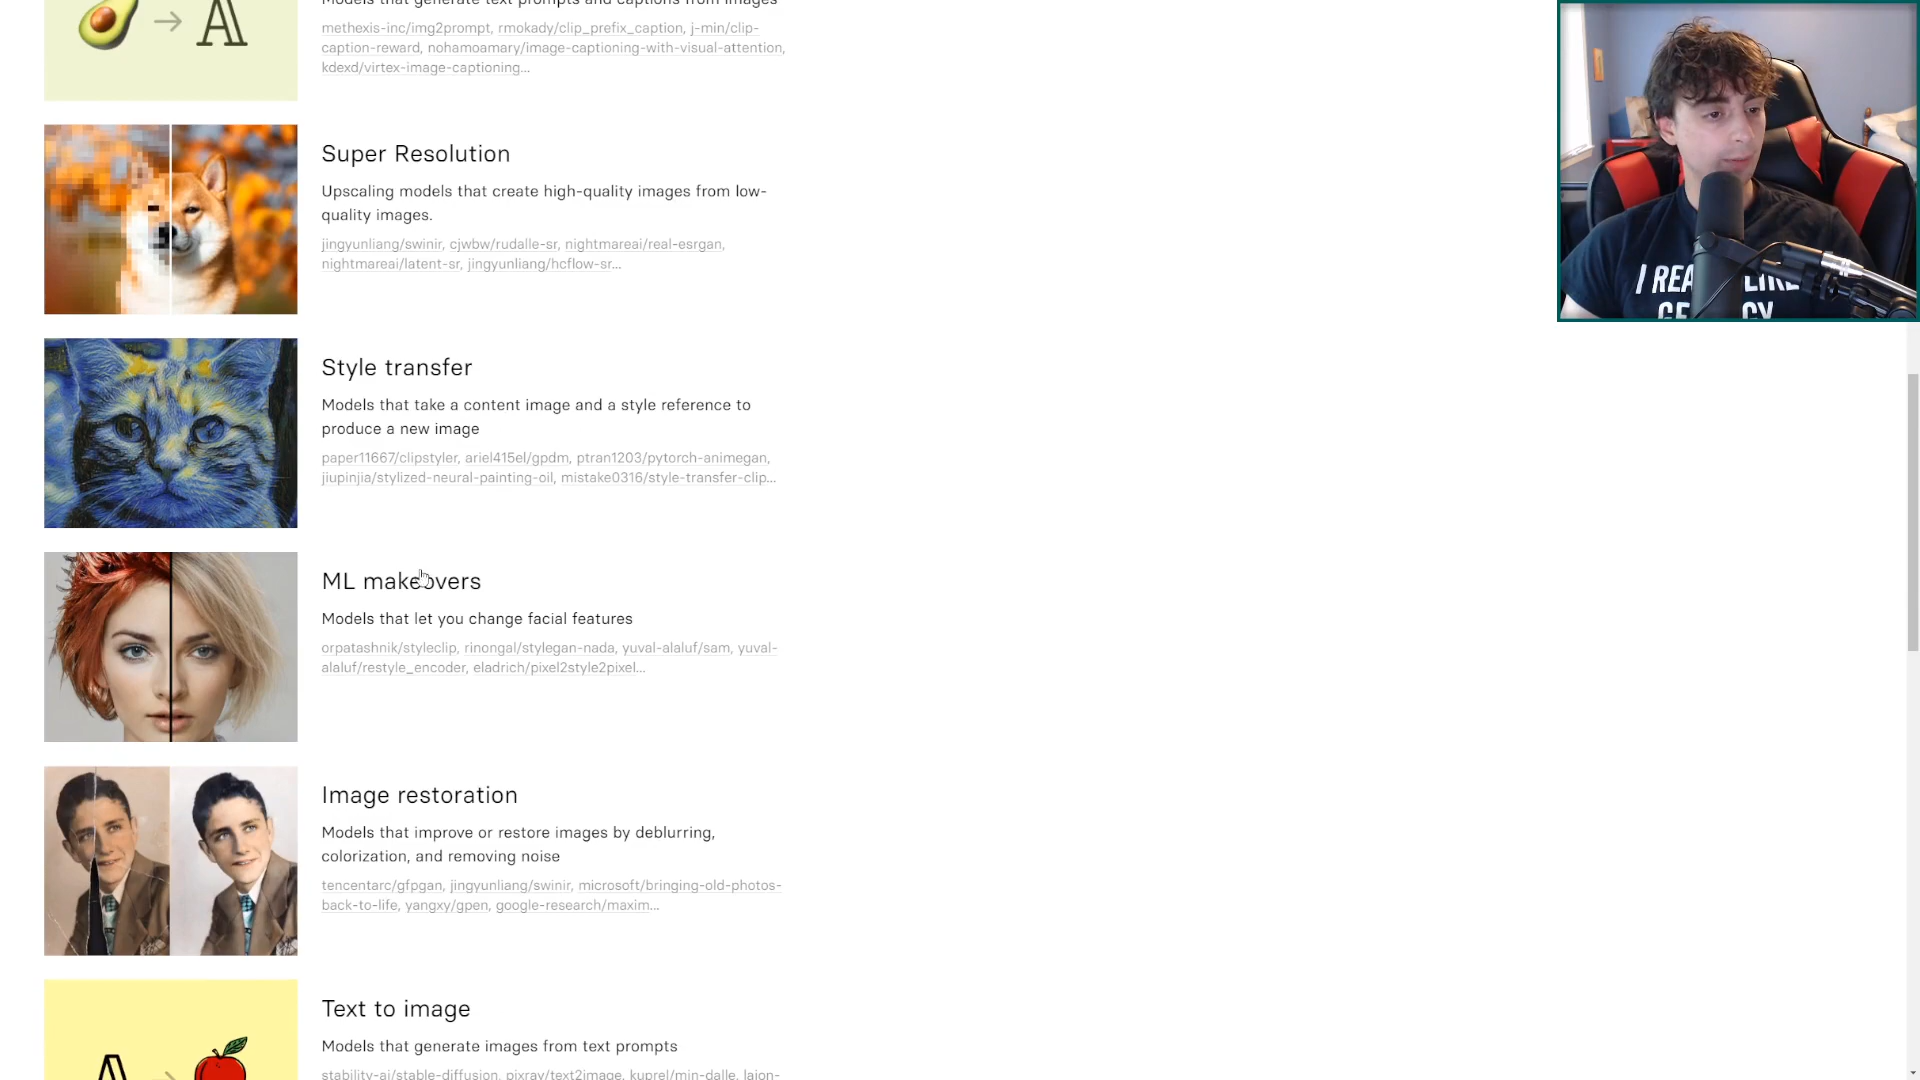 Models that generate text prompts and captions from images
methexis-inc/img2prompt, rmokady/clip_prefix_caption, j-min/clip-
caption-reward, nohamoamary/image-captioning-with-visual-attention,
kdexd/virtex-image-captioning...
Super Resolution
Upscaling models that create high-quality images from low-
quality images.
jingyunliang/swinir, cjwbw/rudalle-sr, nightmareai/real-esrgan,
nightmareai/latent-sr, jingyunliang/hcflow-sr...
Style transfer
Models that take a content image and a style reference to
produce a new image
paper11667/clipstyler, ariel415el/gpdm, ptran1203/pytorch-animegan,
jiupinjia/stylized-neural-painting-oil, mistake0316/style-transfer-clip...
ML makeovers
Models that let you change facial features
orpatashnik/styleclip, rinongal/stylegan-nada, yuval-alaluf/sam, yuval-
alaluf/restyle_encoder, eladrich/pixel2style2pixel...
Image restoration
Models that improve or restore images by deblurring,
colorization, and removing noise
tencentarc/gfpgan, jingyunliang/swinir, microsoft/bringing-old-photos-
back-to-life, yangxy/gpen, google-research/maxim...
Text to image
Models that generate images from text prompts
stability-ai/stable-diffusion, pixray/text2image, kuprel/min-dalle, laion-
A
A
I